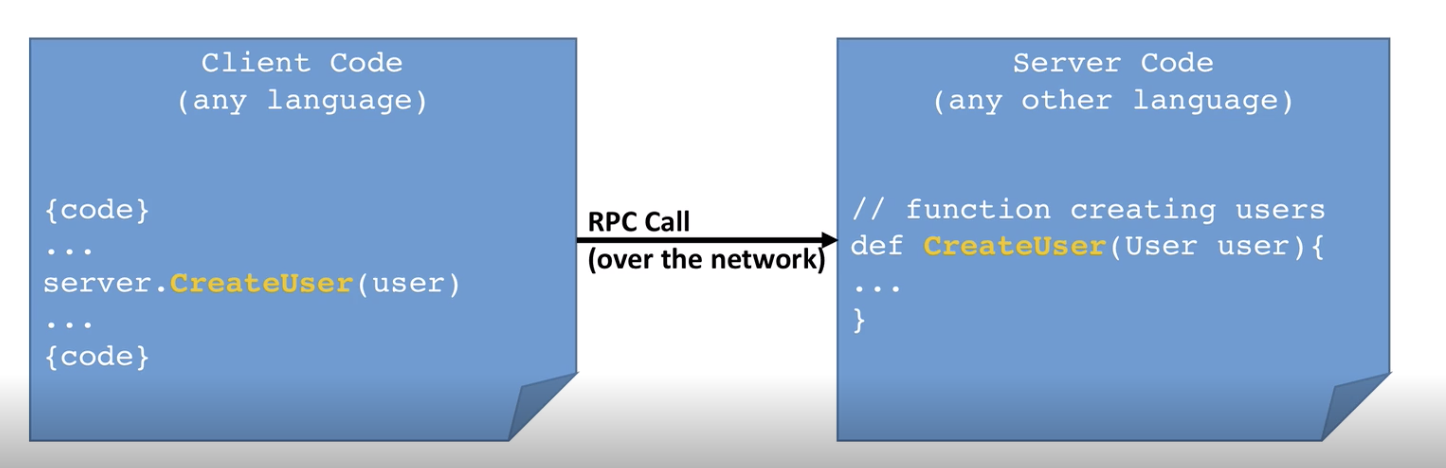 Client Code
(any language)
{code}
...
server.CreateUser(user)
...
{code}
RPC Call
(over the network)
Server Code
(any other language)
// function creating users
def CreateUser(User user){
...
}